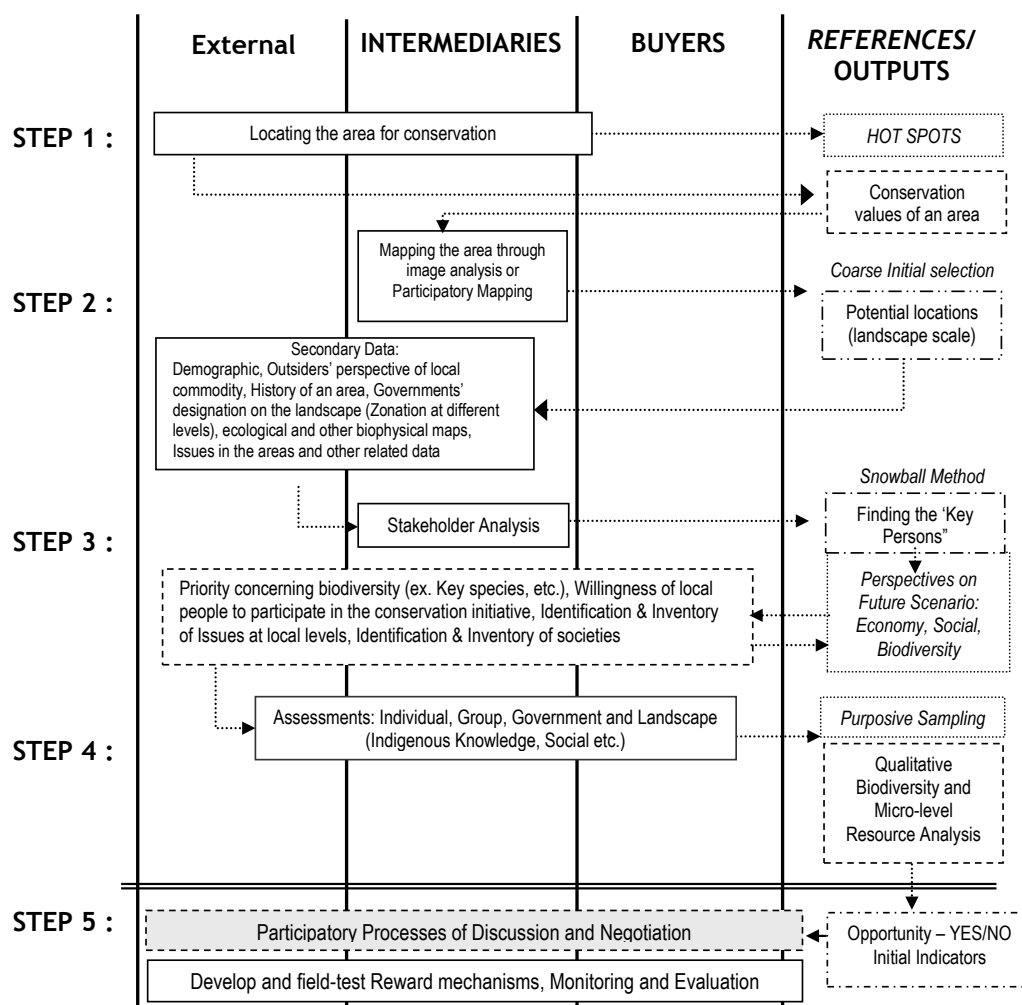 External
INTERMEDIARIES
BUYERS
REFERENCES/
OUTPUTS
STEP 1 :
Locating the area for conservation
HOT SPOTS
Conservation
values of an area
STEP 2 :
Mapping the area through
image analysis or
Participatory Mapping
Coarse Initial selection
Potential locations
(landscape scale)
Secondary Data:
Demographic, Outsiders' perspective of local
commodity, History of an area, Governments'
designation on the landscape (Zonation at different
levels), ecological and other biophysical maps,
Issues in the areas and other related data
STEP 3 :
Stakeholder Analysis
Snowball Method
Finding the 'Key
Persons"
Priority concerning biodiversity (ex. Key species, etc.), Willingness of local
people to participate in the conservation initiative, Identification & Inventory
of Issues at local levels, Identification & Inventory of societies
Perspectives on
Future Scenario:
Economy, Social,
Biodiversity
STEP 4 :
Assessments: Individual, Group, Government and Landscape
(Indigenous Knowledge, Social etc.)
Purposive Sampling
Qualitative
Biodiversity and
Micro-level
Resource Analysis
STEP 5 :
Participatory Processes of Discussion and Negotiation
Opportunity – YES/NO
Initial Indicators
Develop and field-test Reward mechanisms, Monitoring and Evaluation